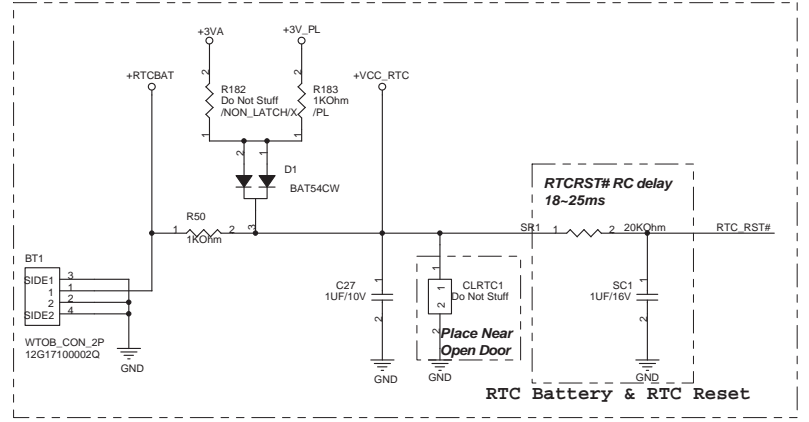 +3VA
+3V_PL
+RTCBAT
+VCC_RTC
2
2
R182
Do Not Stuff
/NON_LATCH/X
R183
1KOhm
/PL
1
1
2
1
D1
BAT54CW
RTCRST# RC delay
18~25ms
R50
1 2
1KOhm
3
SR1 1 2 20KOhm RTC_RST#
BT1
SIDE1 3
1 1
2 2
SIDE2 4
WTOB_CON_2P
12G17100002Q
GND
1
C27
1UF/10V
2
GND
1
1
CLRTC1
Do Not Stuff
2
2
Place Near
Open Door
GND
1
SC1
1UF/16V
2
GND
RTC Battery & RTC Reset